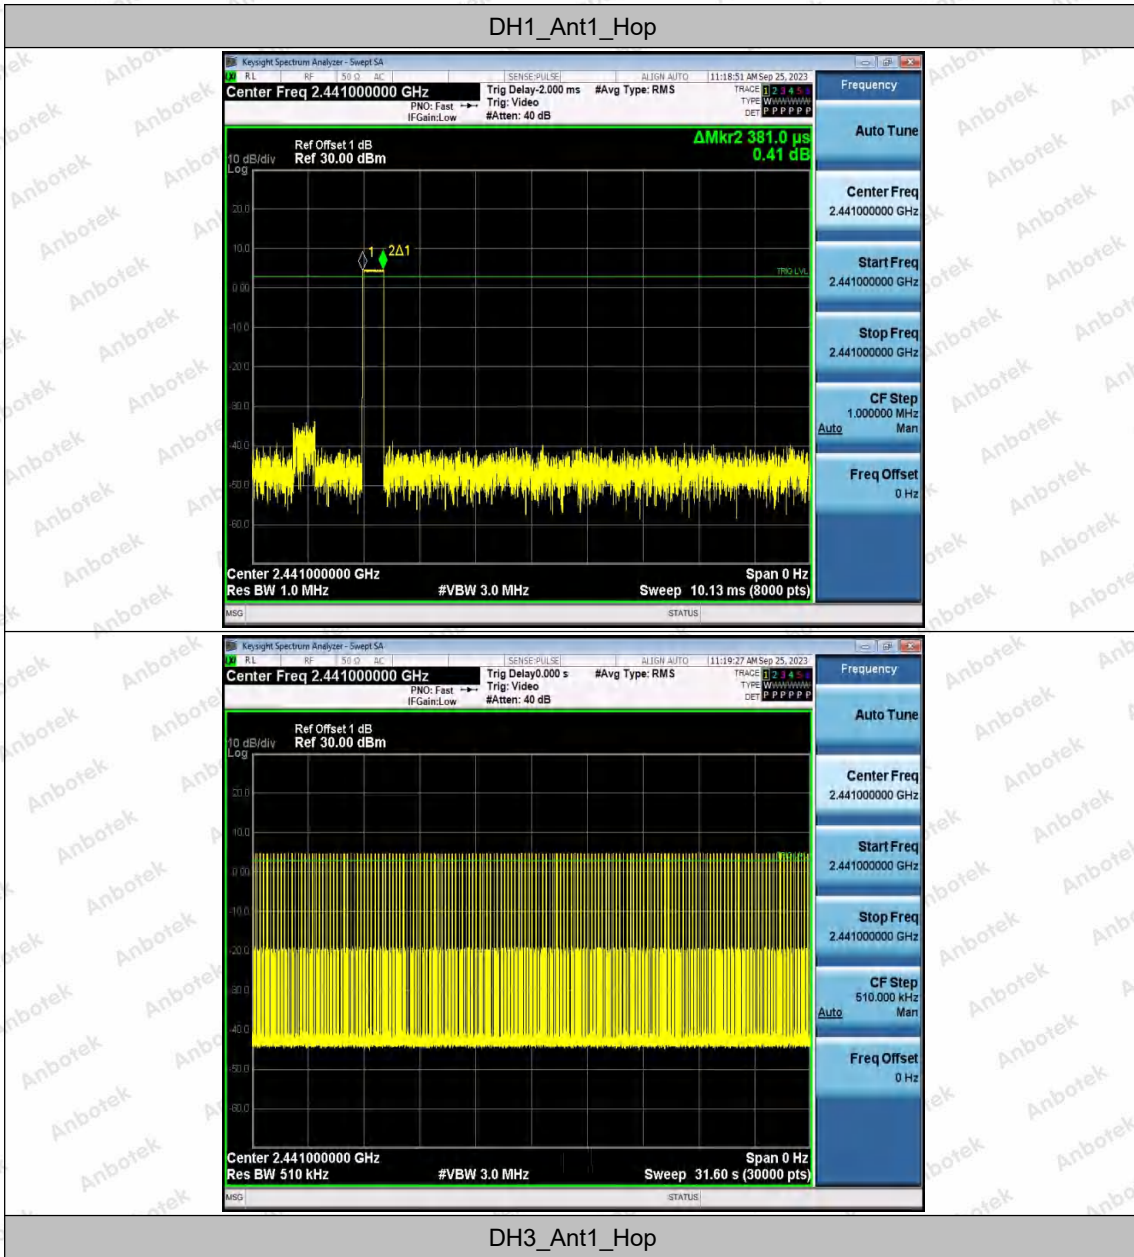 DH1_Ant1_Hop
Keysight Spectrum Analyzer - Swept SA
RL RF 50 Ω AC SENSE:PULSE ALIGN AUTO 11:18:51 AM Sep 25, 2023
Center Freq 2.441000000 GHz
PNO: Fast
IFGain:Low
Trig Delay-2.000 ms
Trig: Video
#Atten: 40 dB
#Avg Type: RMS
TRACE 1 2 3 4 5 6
TYPE WWWWWW
DET P P P P P P
ΔMkr2 381.0 µs
0.41 dB
Ref Offset 1 dB
10 dB/div Ref 30.00 dBm
Log
20.0
10.0
0.00
-10.0
-20.0
-30.0
-40.0
-50.0
-60.0
1
2Δ1
TRIG LVL
Center 2.441000000 GHz Span 0 Hz
Res BW 1.0 MHz #VBW 3.0 MHz Sweep 10.13 ms (8000 pts)
MSG STATUS
Frequency
Auto Tune
Center Freq
2.441000000 GHz
Start Freq
2.441000000 GHz
Stop Freq
2.441000000 GHz
CF Step
1.000000 MHz
Auto Man
Freq Offset
0 Hz
Keysight Spectrum Analyzer - Swept SA
RL RF 50 Ω AC SENSE:PULSE ALIGN AUTO 11:19:27 AM Sep 25, 2023
Center Freq 2.441000000 GHz
PNO: Fast
IFGain:Low
Trig Delay0.000 s
Trig: Video
#Atten: 40 dB
#Avg Type: RMS
TRACE 1 2 3 4 5 6
TYPE WWWWWW
DET P P P P P P
Ref Offset 1 dB
10 dB/div Ref 30.00 dBm
Log
20.0
10.0
0.00
-10.0
-20.0
-30.0
-40.0
-50.0
-60.0
Center 2.441000000 GHz Span 0 Hz
Res BW 510 kHz #VBW 3.0 MHz Sweep 31.60 s (30000 pts)
MSG STATUS
Frequency
Auto Tune
Center Freq
2.441000000 GHz
Start Freq
2.441000000 GHz
Stop Freq
2.441000000 GHz
CF Step
510.000 kHz
Auto Man
Freq Offset
0 Hz
DH3_Ant1_Hop
Anbotek